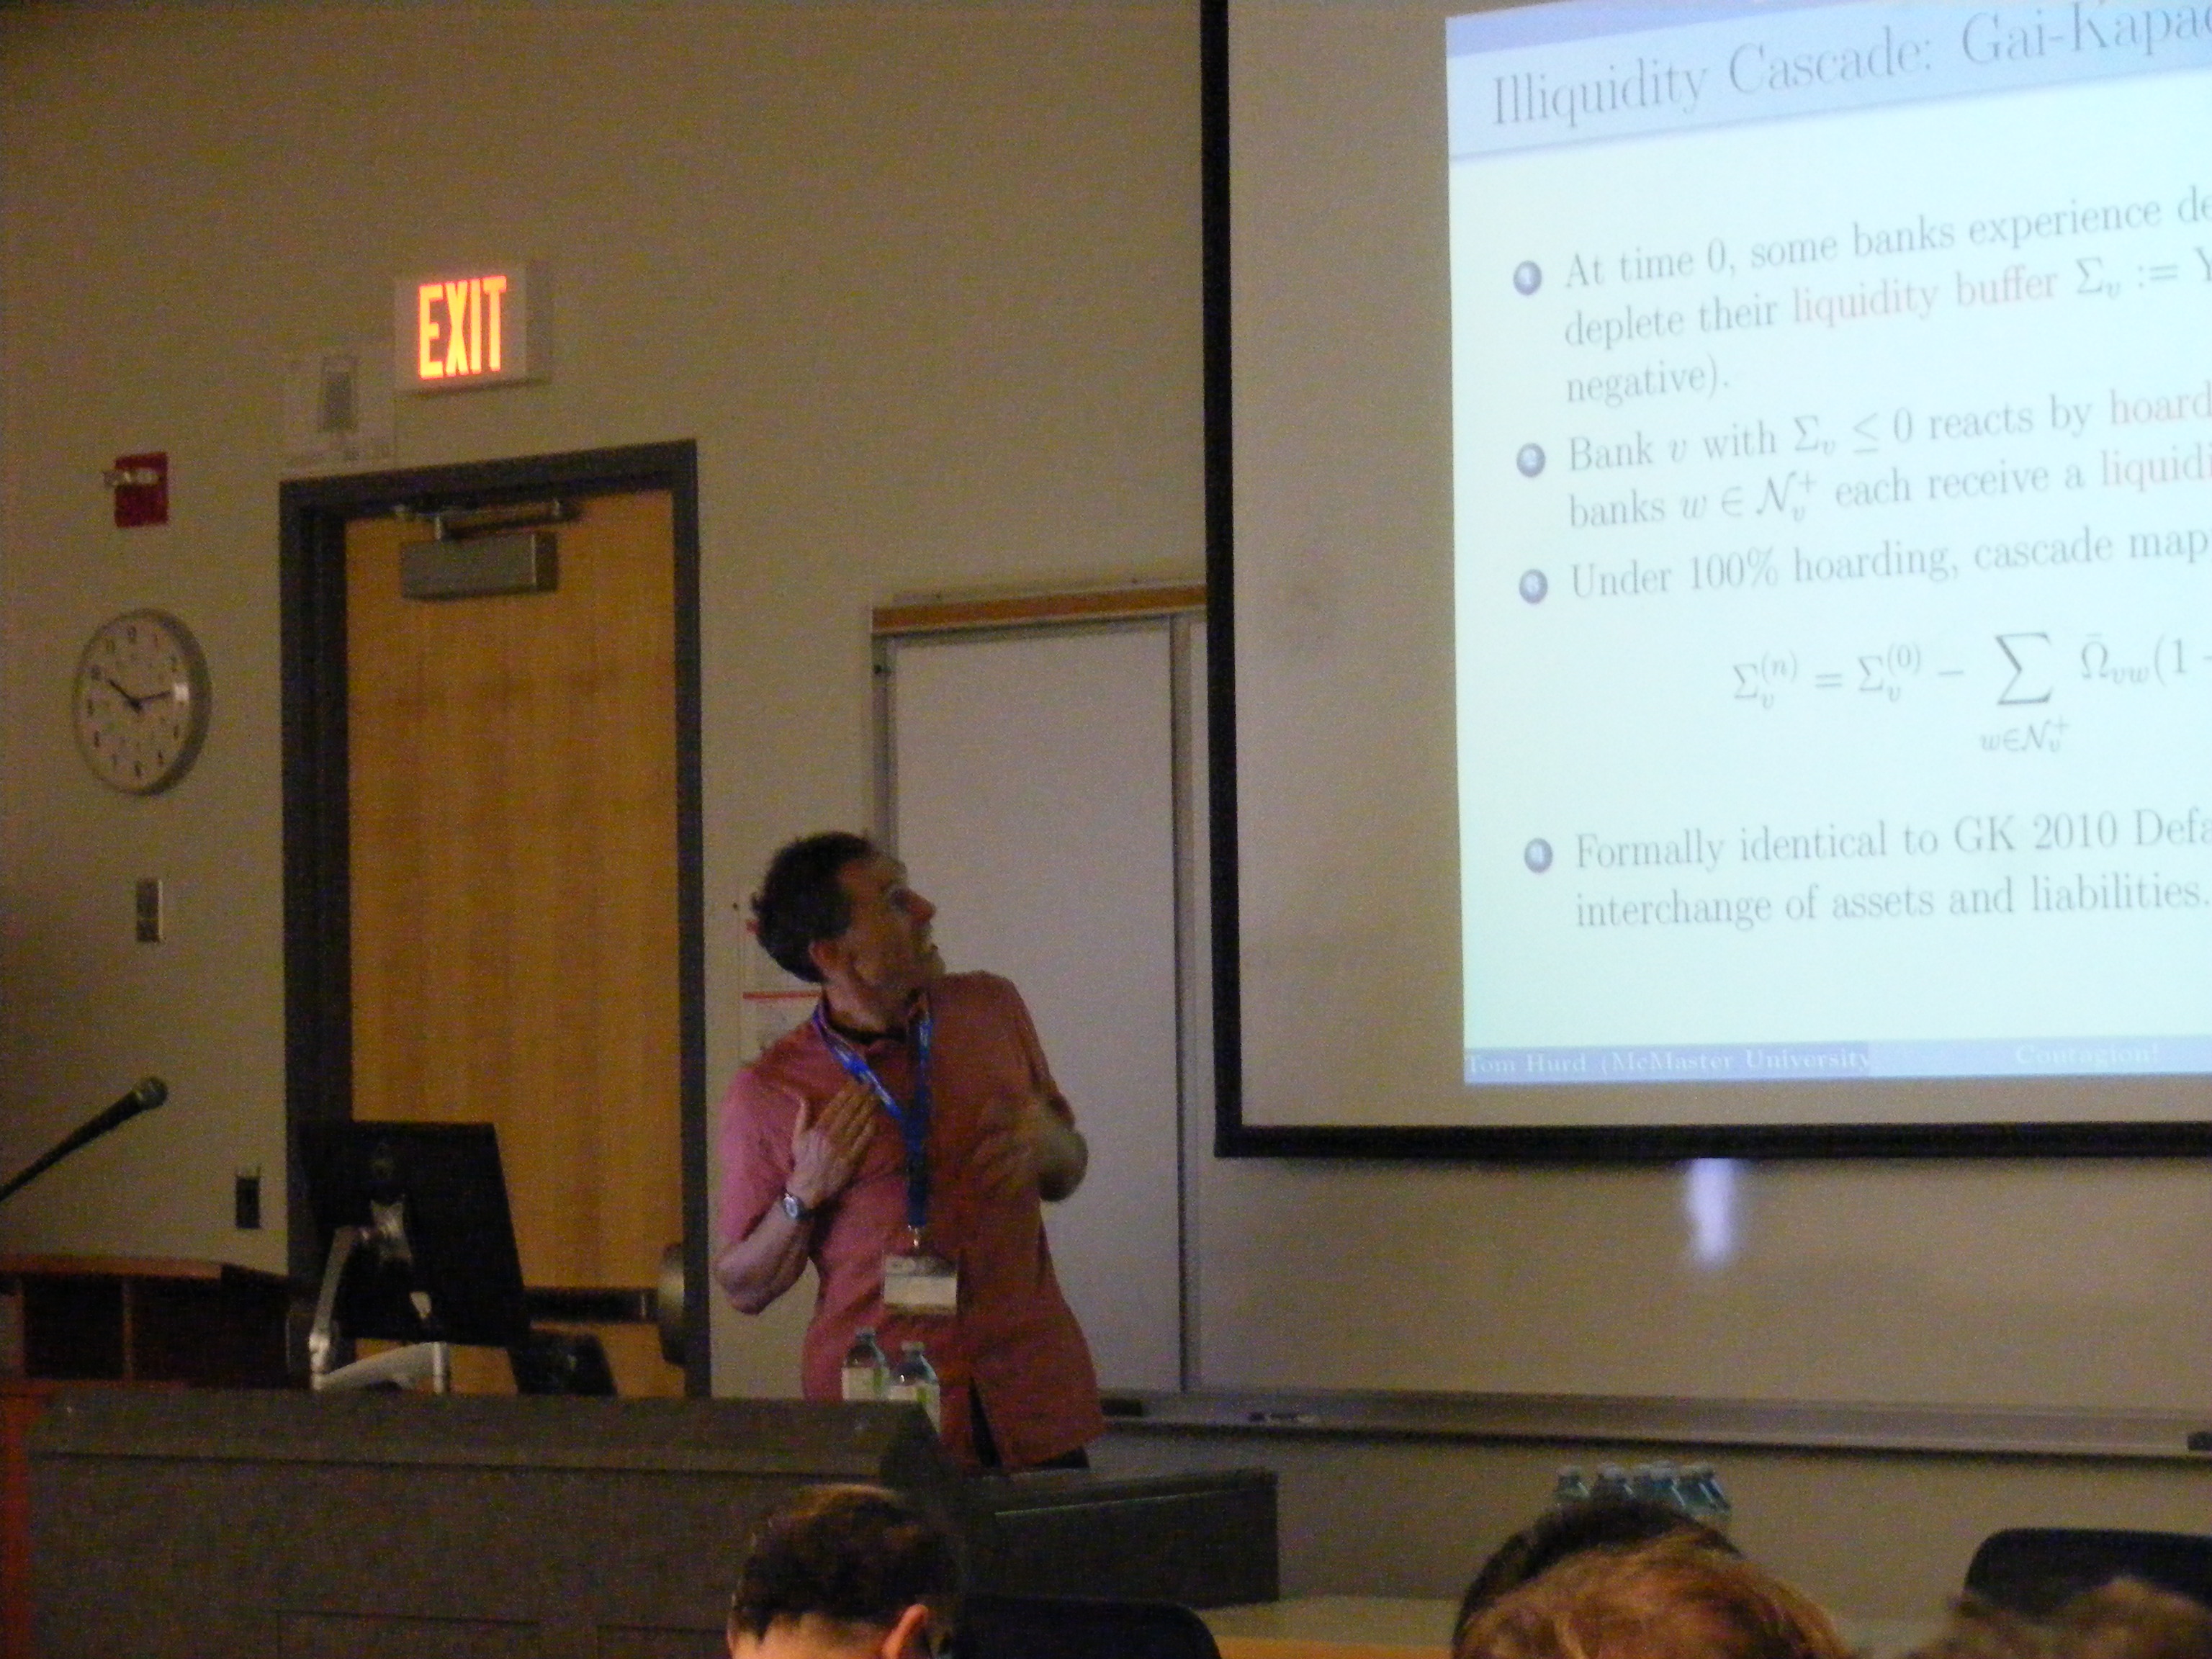 EXIT
Illiquidity Cascade: Gai-Kapad
At time 0, some banks experience de
deplete their liquidity buffer Σ_v := Y
negative).
Bank v with Σ_v ≤ 0 reacts by hoard
banks w ∈ 𝒩_v^+ each receive a liquidi
Under 100% hoarding, cascade map
Σ_v^(n) = Σ_v^(0) − ∑_{w∈𝒩_v^+} Ω̄_vw(1 -
Formally identical to GK 2010 Defa
interchange of assets and liabilities.
Tom Hurd (McMaster University
Contagion!